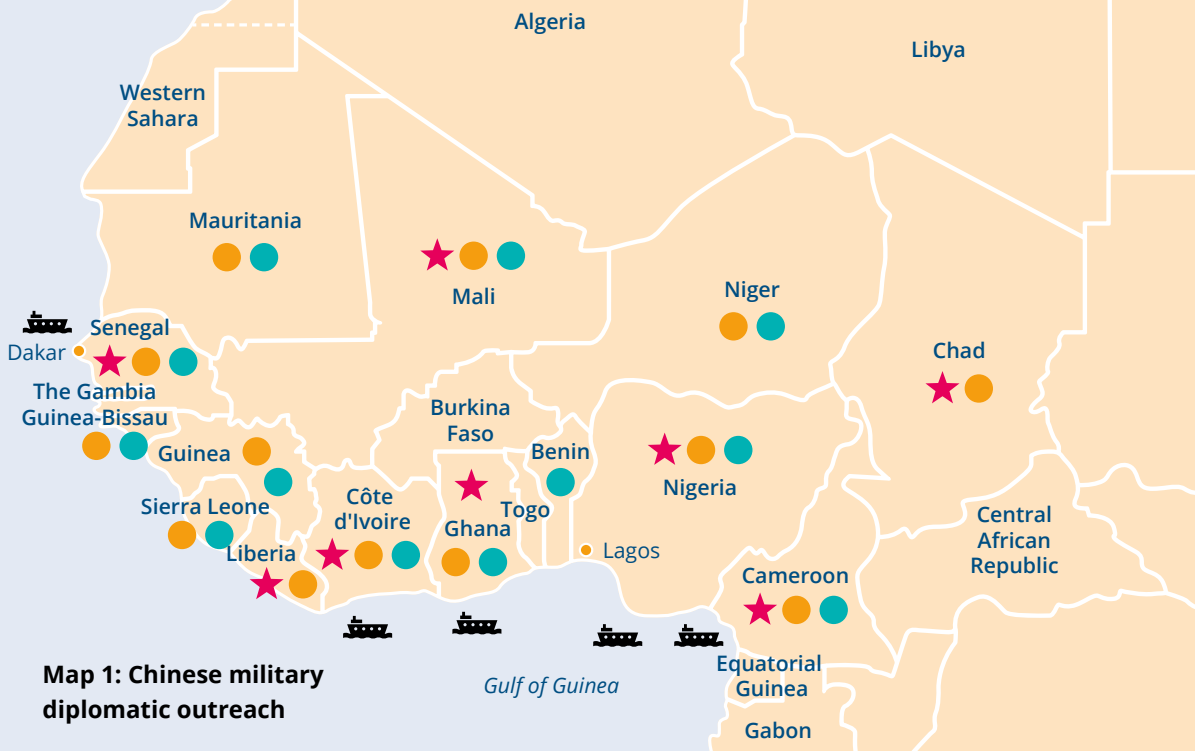 Algeria
Libya
Western
Sahara
Mauritania
Mali
Niger
Chad
Senegal
Dakar
The Gambia
Guinea-Bissau
Burkina
Faso
Benin
Guinea
Nigeria
Sierra Leone
Côte
d'Ivoire
Togo
Ghana
Liberia
Lagos
Central
African
Republic
Cameroon
Equatorial
Guinea
Gabon
Gulf of Guinea
Map 1: Chinese military
diplomatic outreach